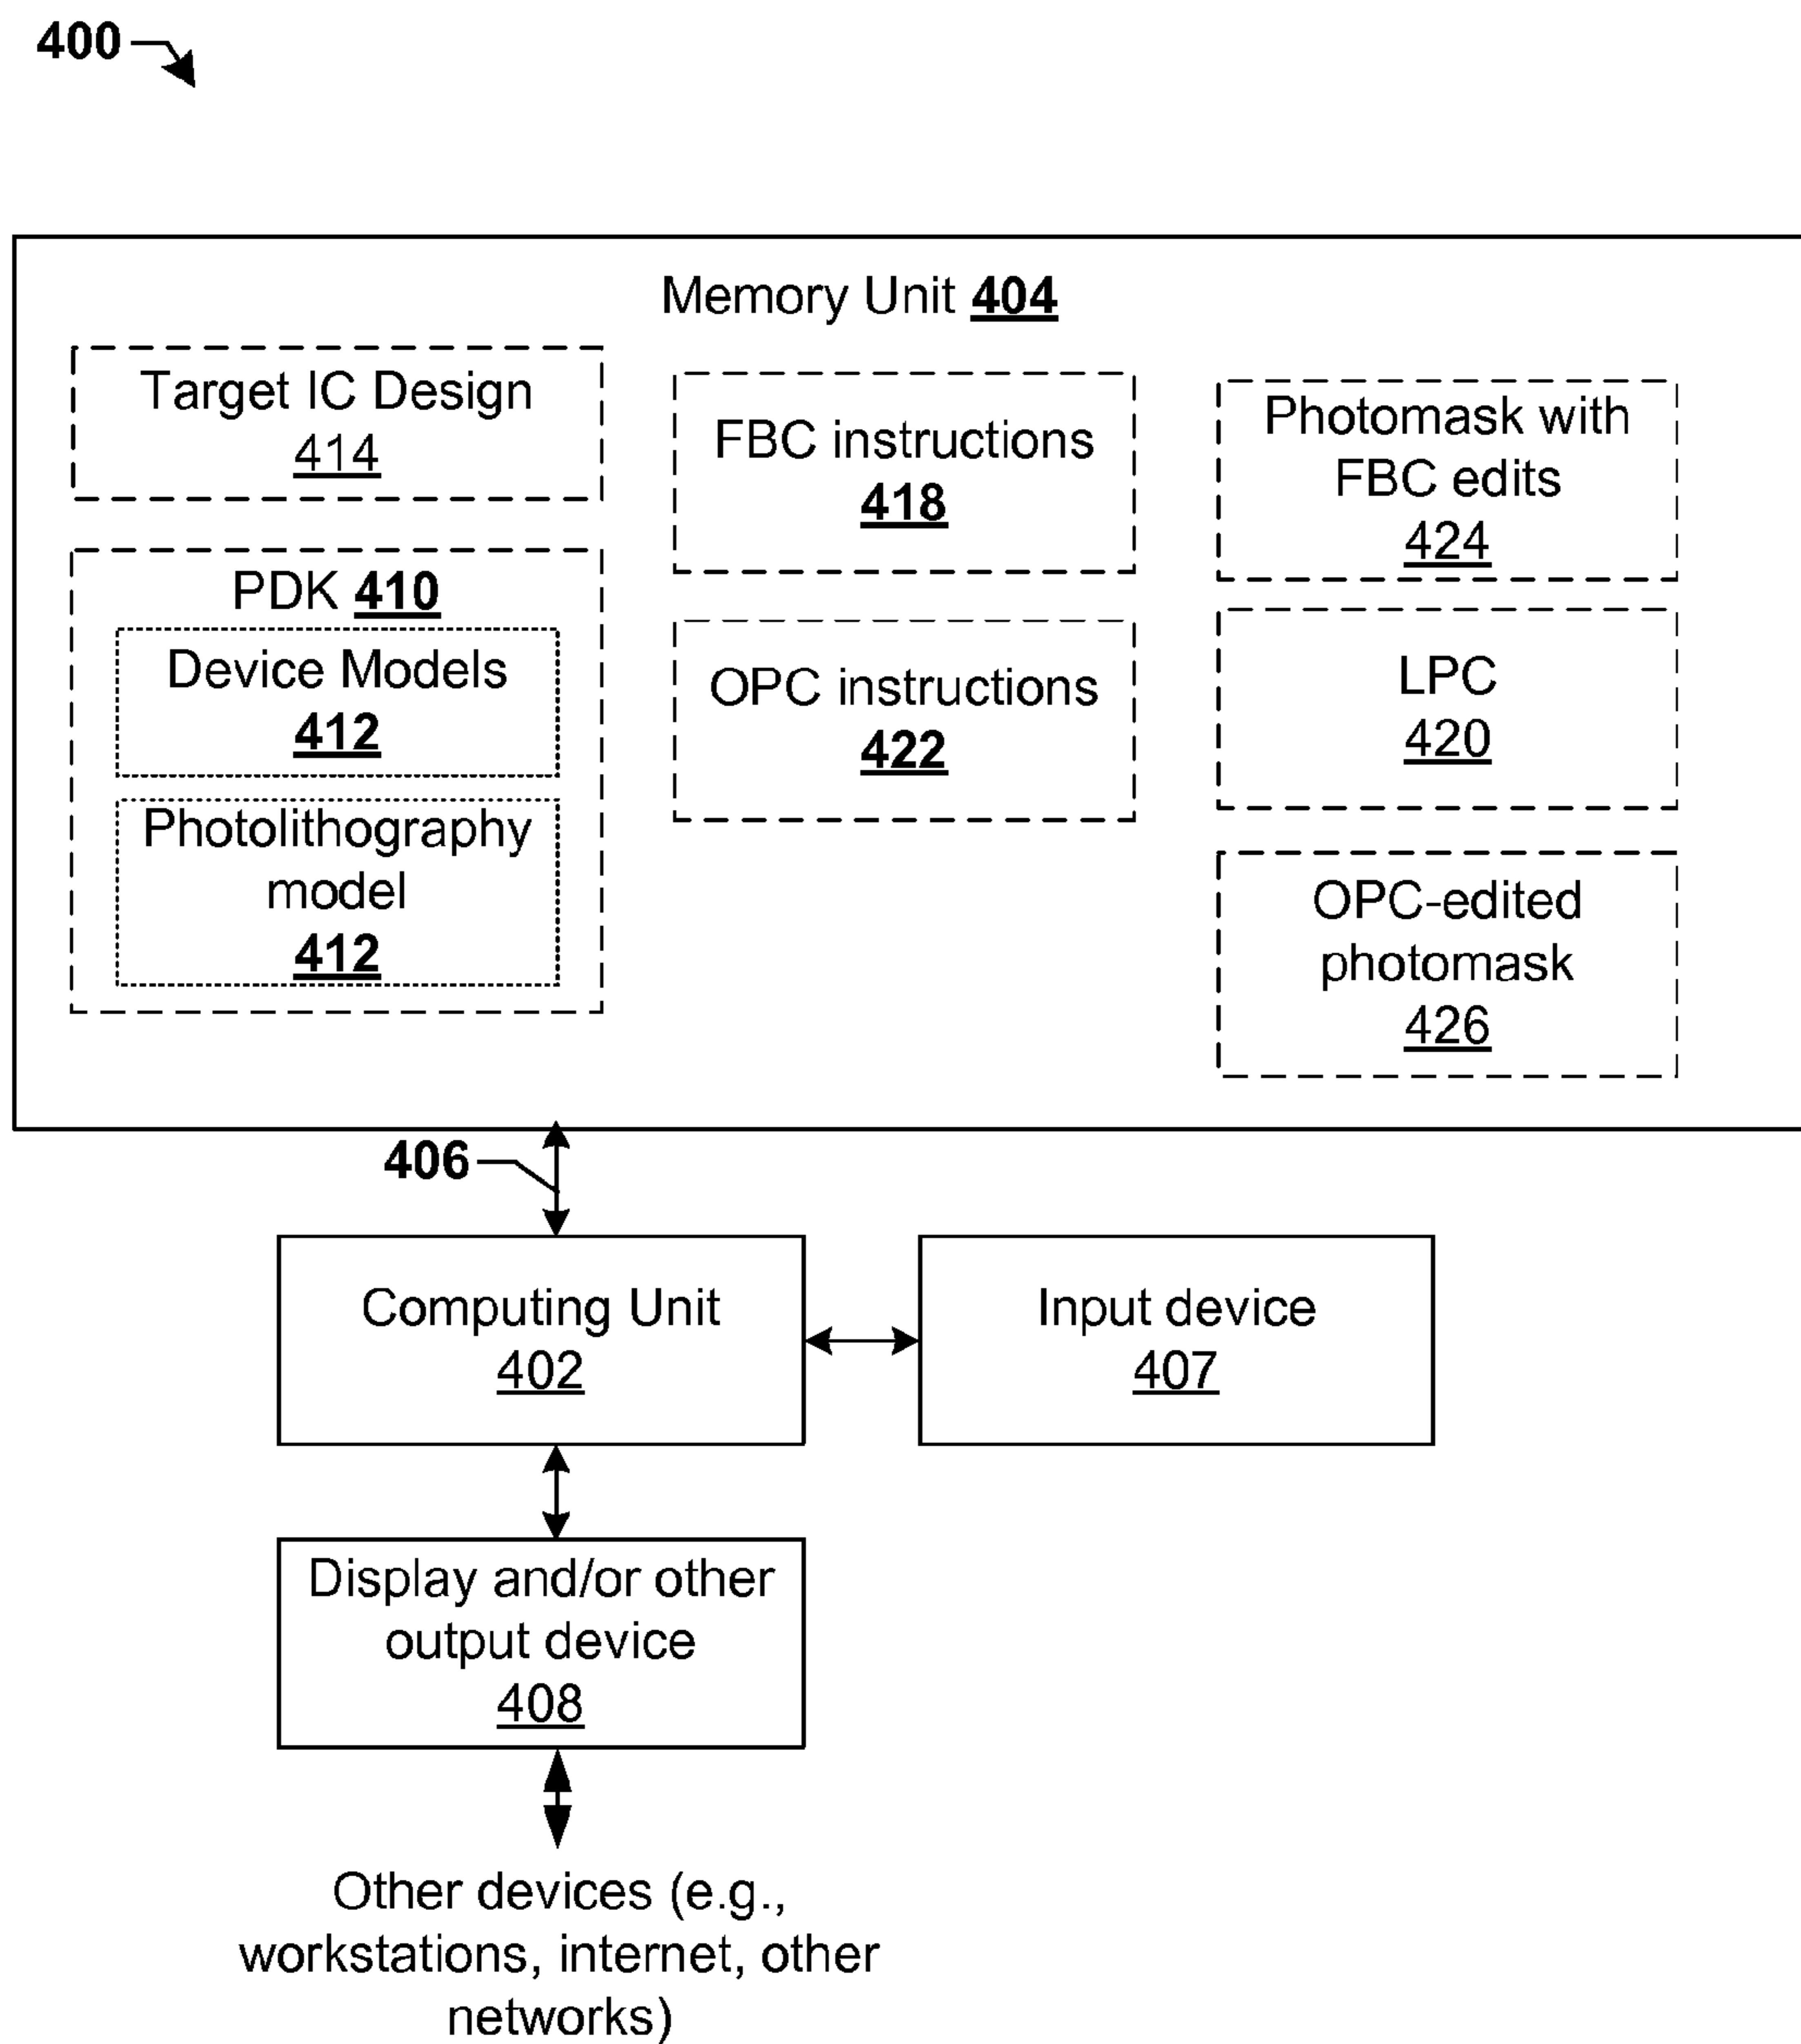 400
Memory Unit 404
Target IC Design
414
PDK 410
Device Models
412
Photolithography
model
412
FBC instructions
418
OPC instructions
422
Photomask with
FBC edits
424
LPC
420
OPC-edited
photomask
426
406
Computing Unit
402
Input device
407
Display and/or other
output device
408
Other devices (e.g.,
workstations, internet, other
networks)